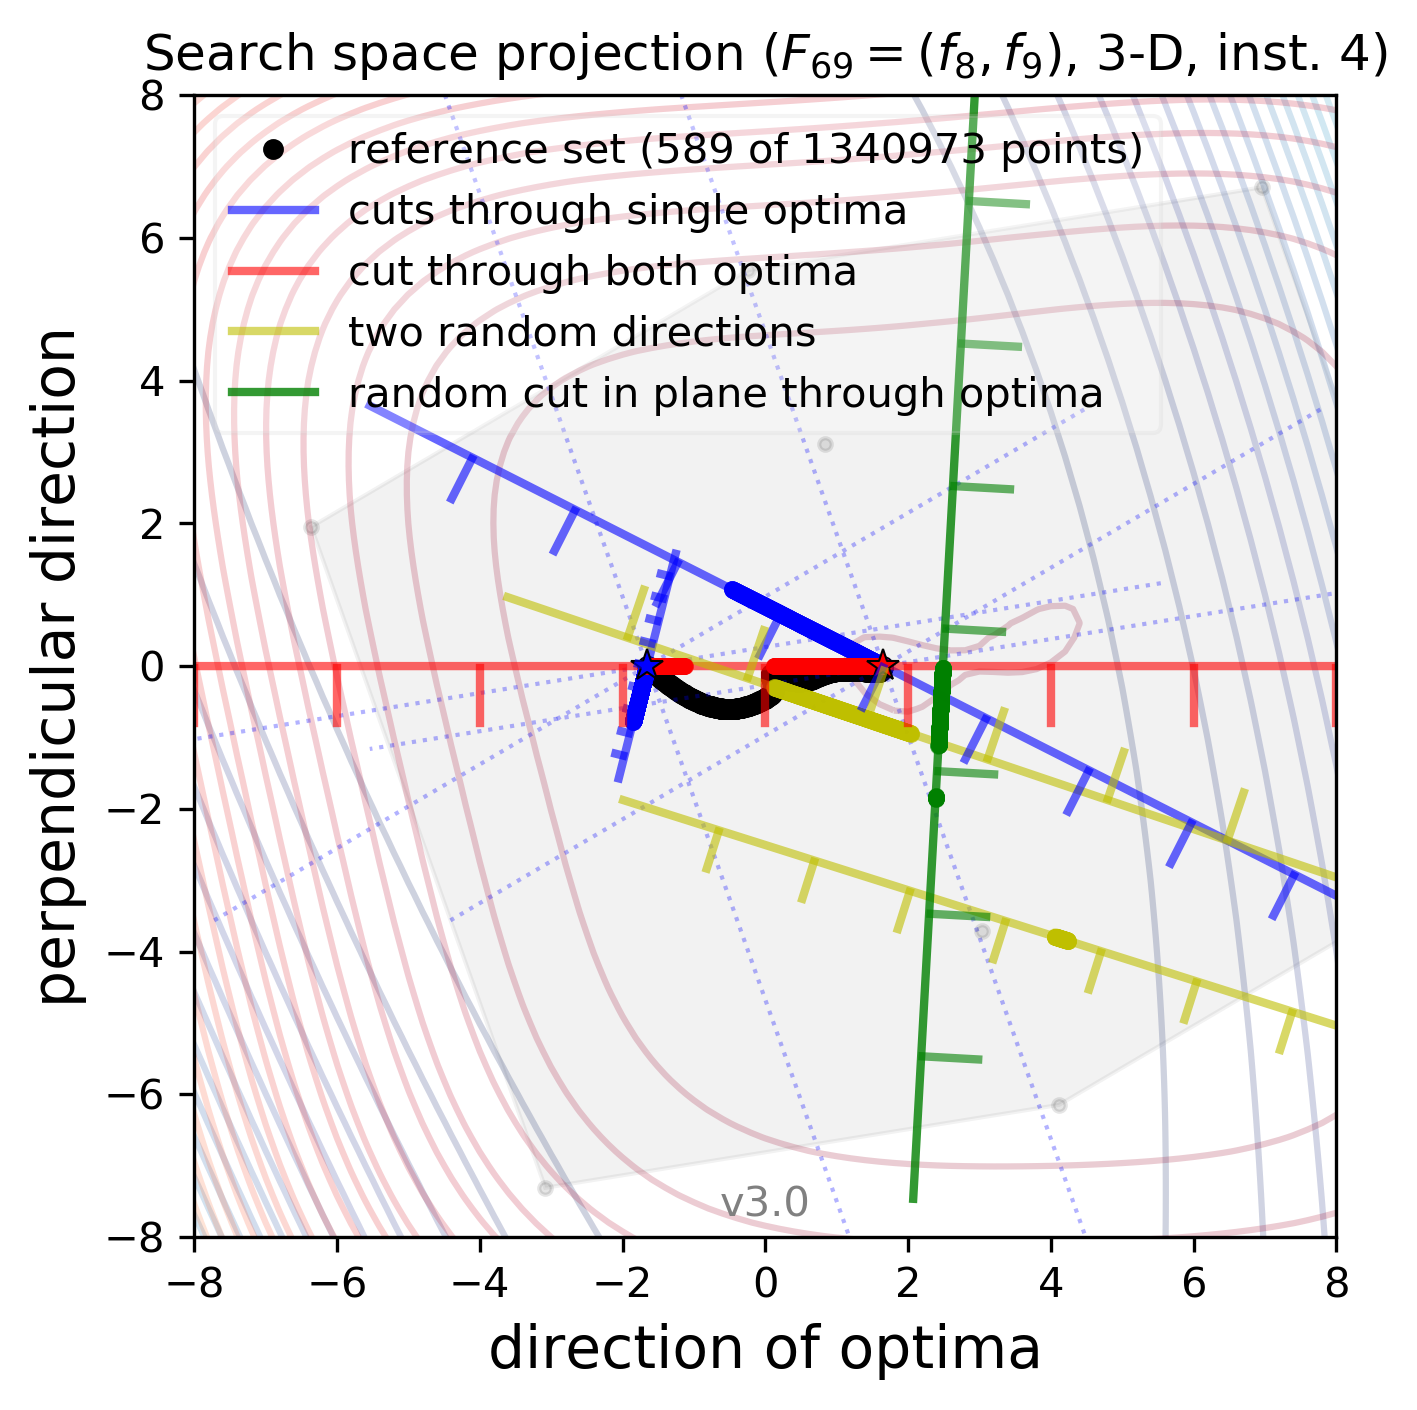 Search space projection (F69 = (f8, f9), 3-D, inst. 4)
reference set (589 of 1340973 points)
cuts through single optima
cut through both optima
two random directions
random cut in plane through optima
perpendicular direction
8
6
4
2
0
−2
−4
−6
−8
v3.0
−8 −6 −4 −2 0 2 4 6 8
direction of optima